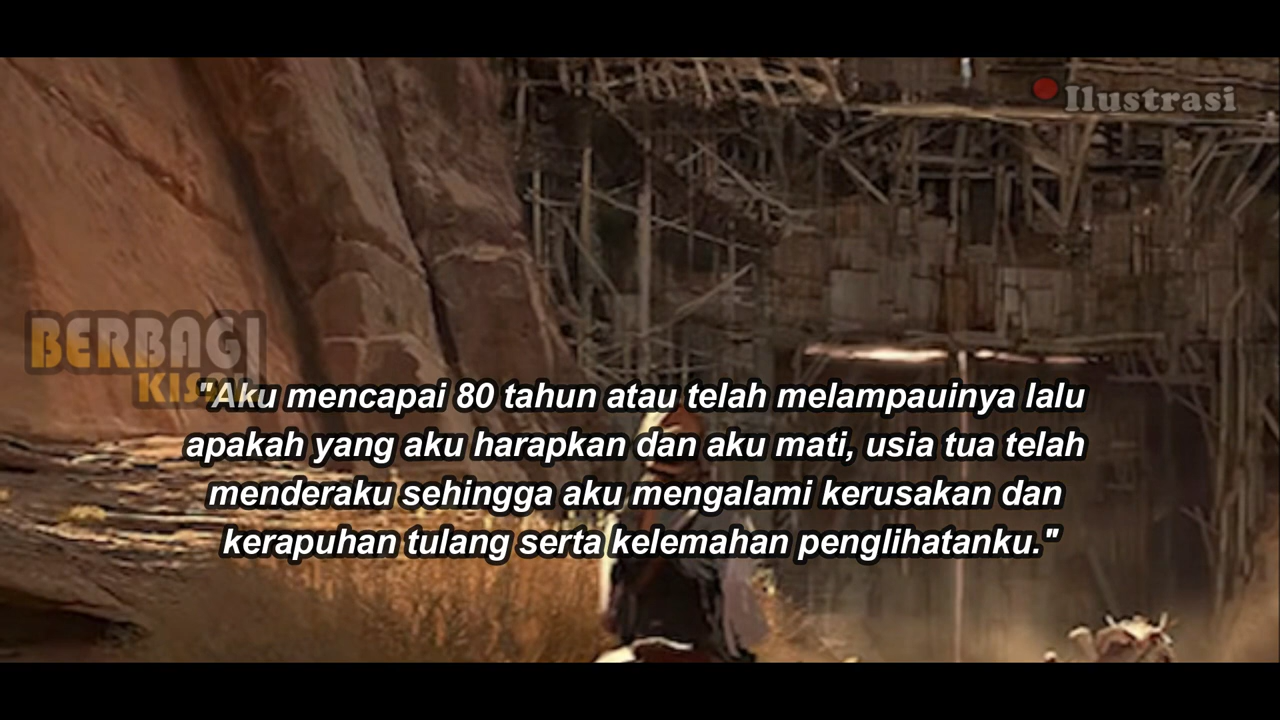 Ilustrasi
BERBAGI
KISAH
"Aku mencapai 80 tahun atau telah melampauinya lalu
apakah yang aku harapkan dan aku mati, usia tua telah
menderaku sehingga aku mengalami kerusakan dan
kerapuhan tulang serta kelemahan penglihatanku."